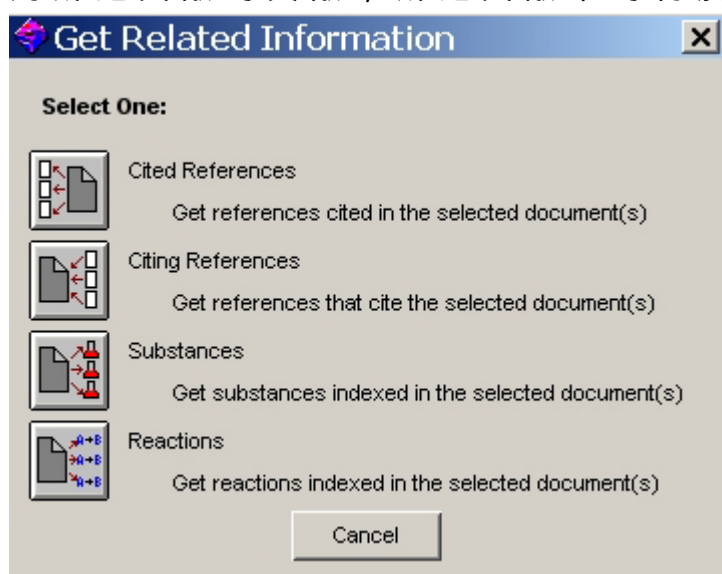 Get Related Information
Select One:
Cited References
Get references cited in the selected document(s)
Citing References
Get references that cite the selected document(s)
Substances
Get substances indexed in the selected document(s)
Reactions
A→B
A→B
A→B
Get reactions indexed in the selected document(s)
Cancel